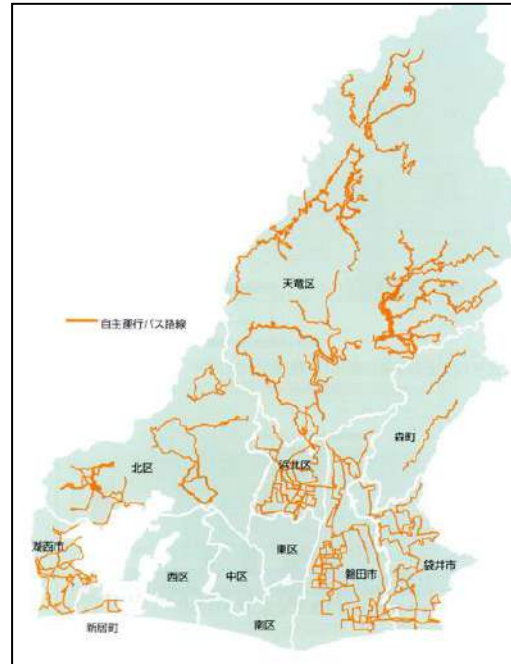 天竜区
自主運行バス路線
森町
北区
浜北区
湖西市
東区
西区
中区
磐田市
袋井市
新居町
南区